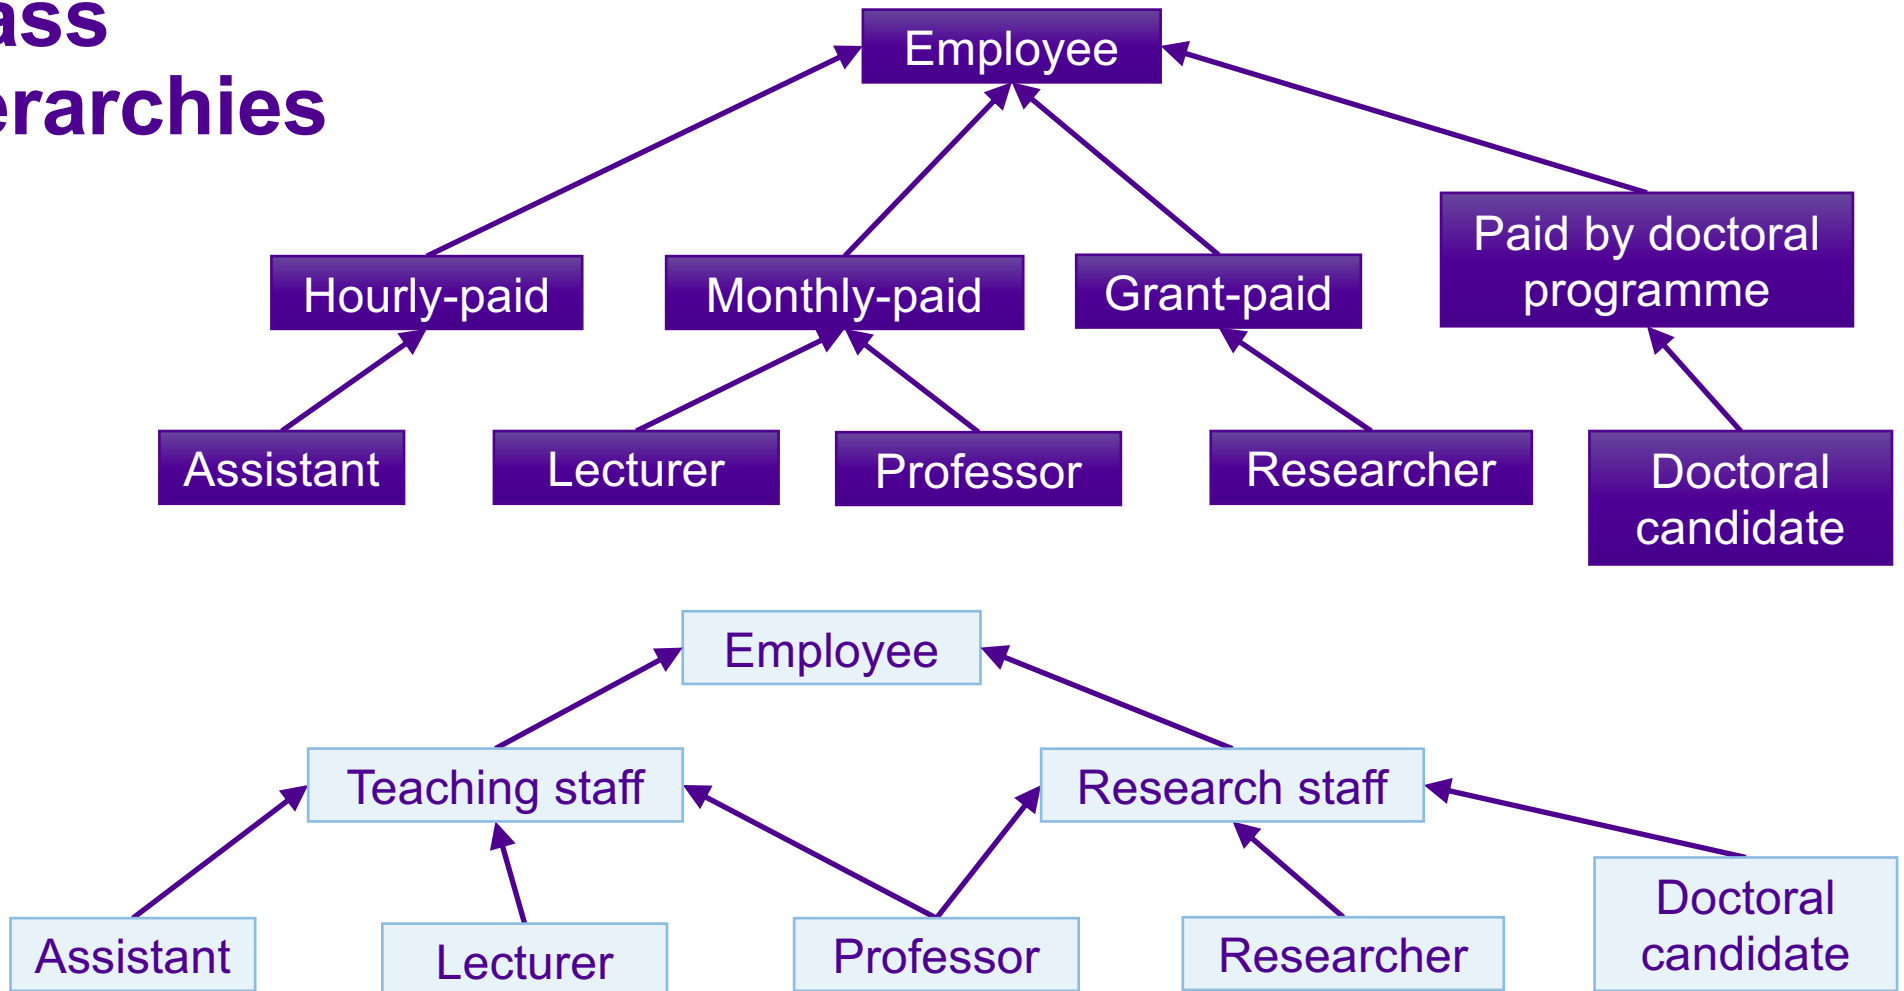 ass
erarchies
Employee
Paid by doctoral
programme
Hourly-paid
Monthly-paid
Grant-paid
Assistant
Lecturer
Professor
Researcher
Doctoral
candidate
Employee
Teaching staff
Research staff
Assistant
Lecturer
Professor
Researcher
Doctoral
candidate